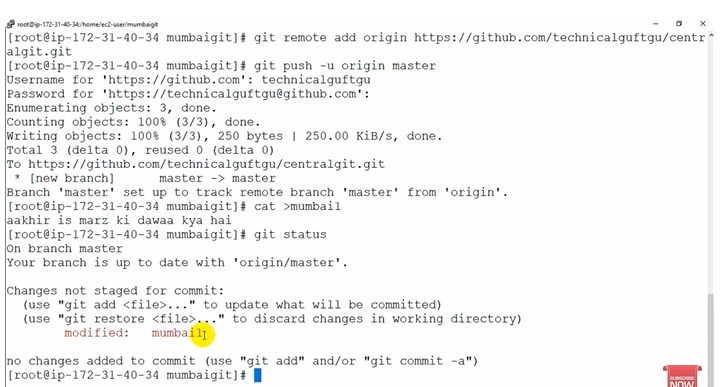 root@ip-172-31-40-34:/home/ec2-user/mumbaigit
[root@ip-172-31-40-34 mumbaigit]# git remote add origin https://github.com/technicalguftgu/centr
algit.git
[root@ip-172-31-40-34 mumbaigit]# git push -u origin master
Username for 'https://github.com': technicalguftgu
Password for 'https://technicalguftgu@github.com':
Enumerating objects: 3, done.
Counting objects: 100% (3/3), done.
Writing objects: 100% (3/3), 250 bytes | 250.00 KiB/s, done.
Total 3 (delta 0), reused 0 (delta 0)
To https://github.com/technicalguftgu/centralgit.git
 * [new branch]      master -> master
Branch 'master' set up to track remote branch 'master' from 'origin'.
[root@ip-172-31-40-34 mumbaigit]# cat >mumbai1
aakhir is marz ki dawaa kya hai
[root@ip-172-31-40-34 mumbaigit]# git status
On branch master
Your branch is up to date with 'origin/master'.
Changes not staged for commit:
  (use "git add <file>..." to update what will be committed)
  (use "git restore <file>..." to discard changes in working directory)
        modified:   mumbai1
no changes added to commit (use "git add" and/or "git commit -a")
[root@ip-172-31-40-34 mumbaigit]#
SUBSCRIBE
NOW